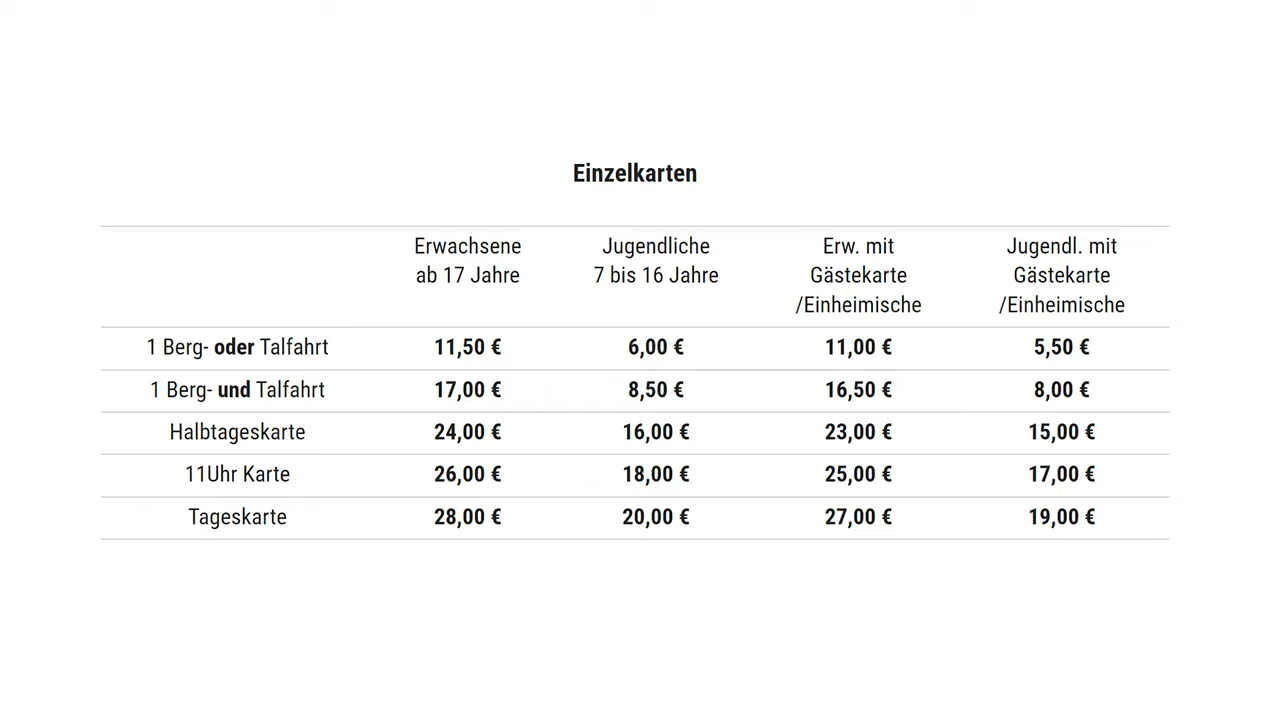 Einzelkarten
Erwachsene Jugendliche Erw. mit Jugendl. mit
ab 17 Jahre 7 bis 16 Jahre Gästekarte Gästekarte
/Einheimische /Einheimische
1 Berg- oder Talfahrt 11,50 € 6,00 € 11,00 € 5,50 €
1 Berg- und Talfahrt 17,00 € 8,50 € 16,50 € 8,00 €
Halbtageskarte 24,00 € 16,00 € 23,00 € 15,00 €
11Uhr Karte 26,00 € 18,00 € 25,00 € 17,00 €
Tageskarte 28,00 € 20,00 € 27,00 € 19,00 €